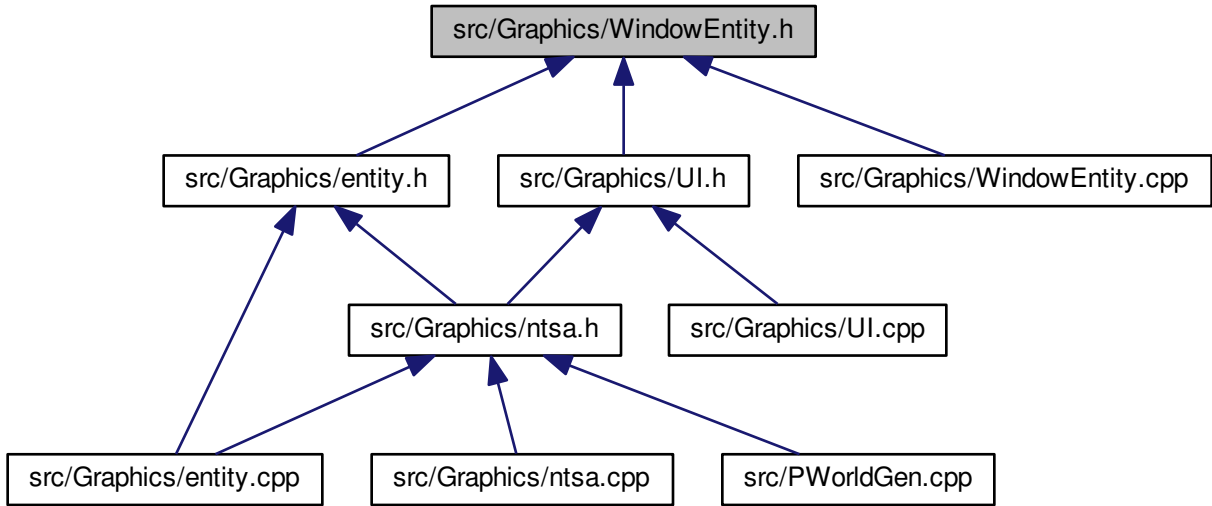 src/Graphics/WindowEntity.h
src/Graphics/entity.h
src/Graphics/UI.h
src/Graphics/WindowEntity.cpp
src/Graphics/ntsa.h
src/Graphics/UI.cpp
src/Graphics/entity.cpp
src/Graphics/ntsa.cpp
src/PWorldGen.cpp